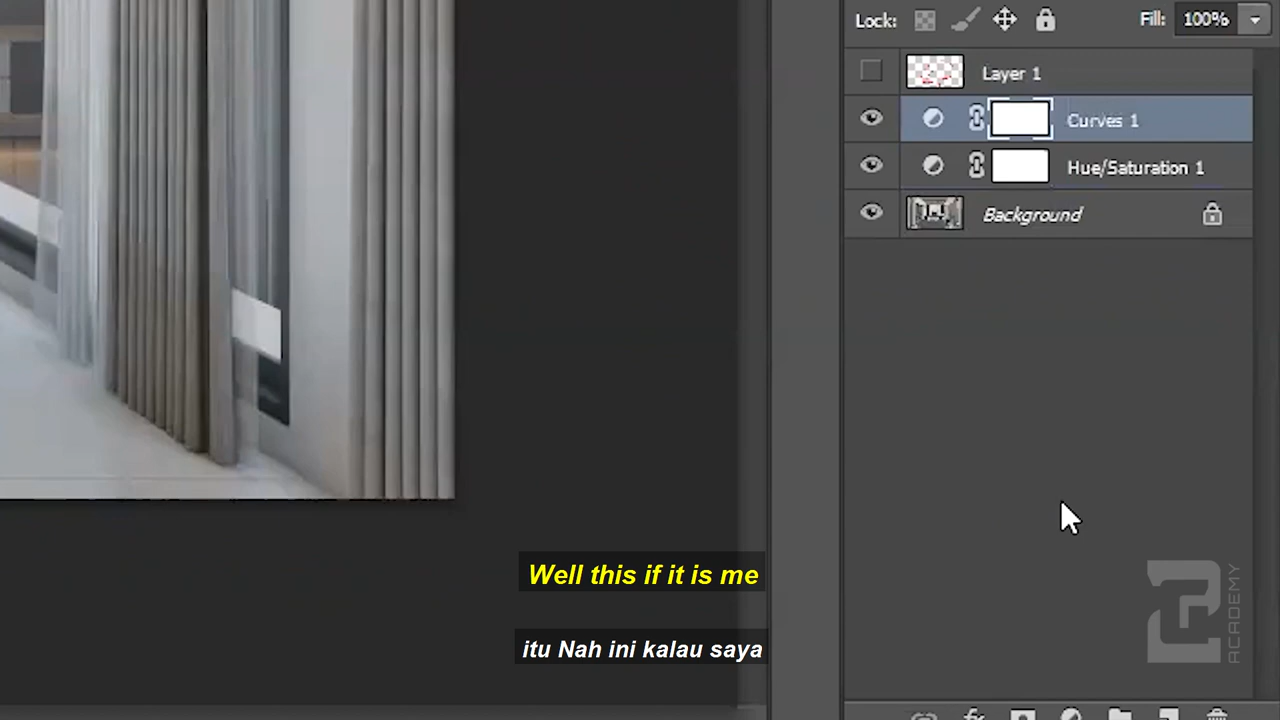 Lock:
Fill: 100%
Layer 1
Curves 1
Hue/Saturation 1
Background
Well this if it is me
itu Nah ini kalau saya
ACADEMY
fx